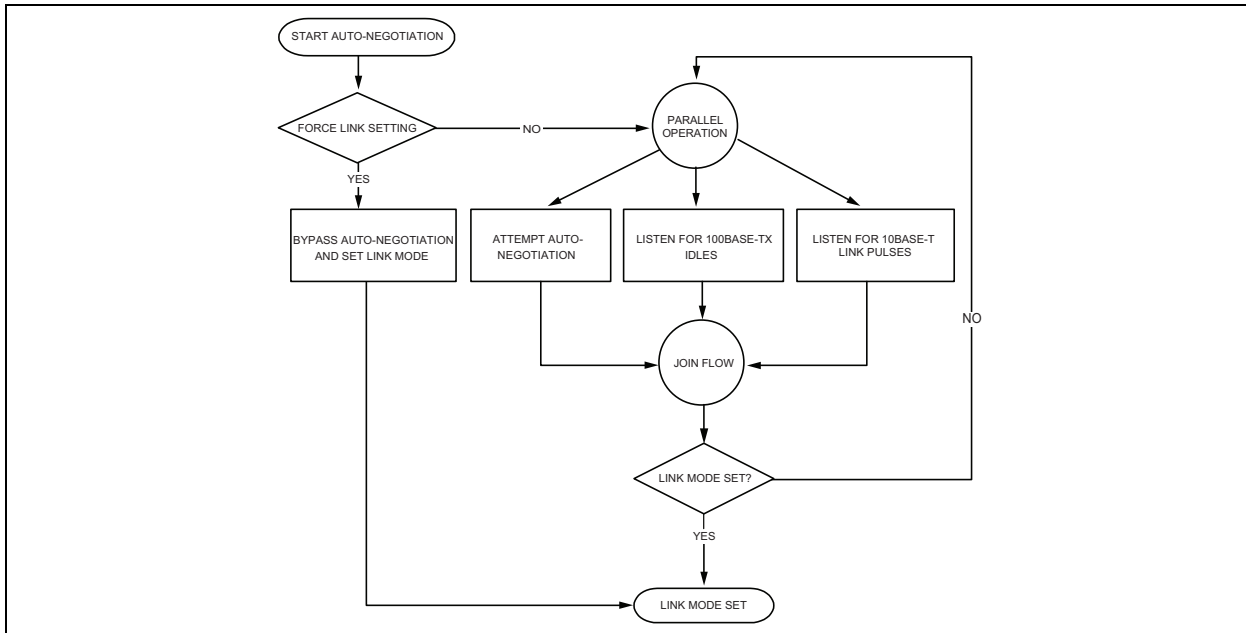 START AUTO-NEGOTIATION
FORCE LINK SETTING
NO
PARALLEL
OPERATION
YES
BYPASS AUTO-NEGOTIATION
AND SET LINK MODE
ATTEMPT AUTO-
NEGOTIATION
LISTEN FOR 100BASE-TX
IDLES
LISTEN FOR 10BASE-T
LINK PULSES
NO
JOIN FLOW
LINK MODE SET?
YES
LINK MODE SET